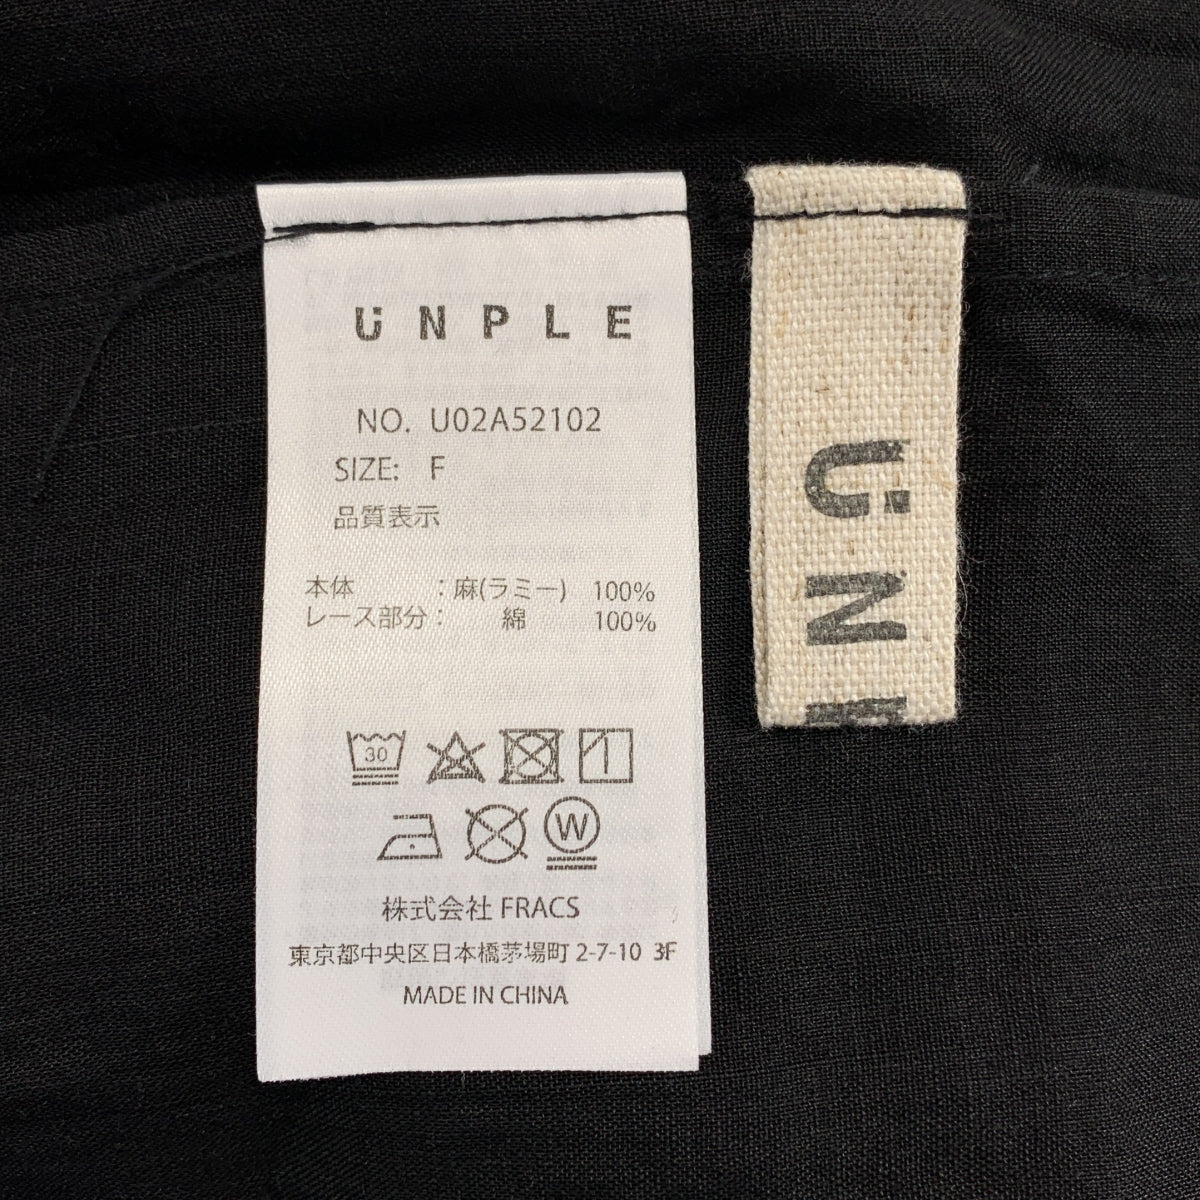 UNPLE
NO. U02A52102
SIZE: F
品質表示
本体 :麻(ラミー) 100%
レース部分: 綿 100%
30
W
株式会社 FRACS
東京都中央区日本橋茅場町 2-7-10 3F
MADE IN CHINA
UN